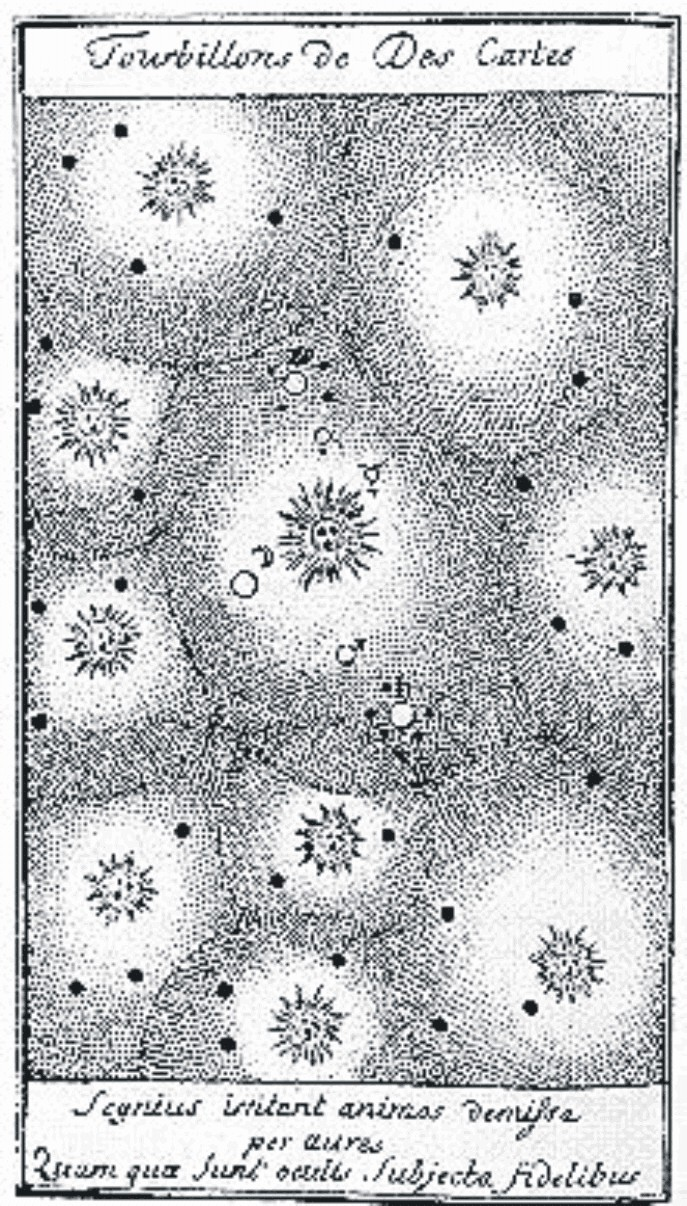 Tourbillons de Des Cartes
Segnius irritant animos demissa
per aures
Quam quæ sunt oculis subjecta fidelibus